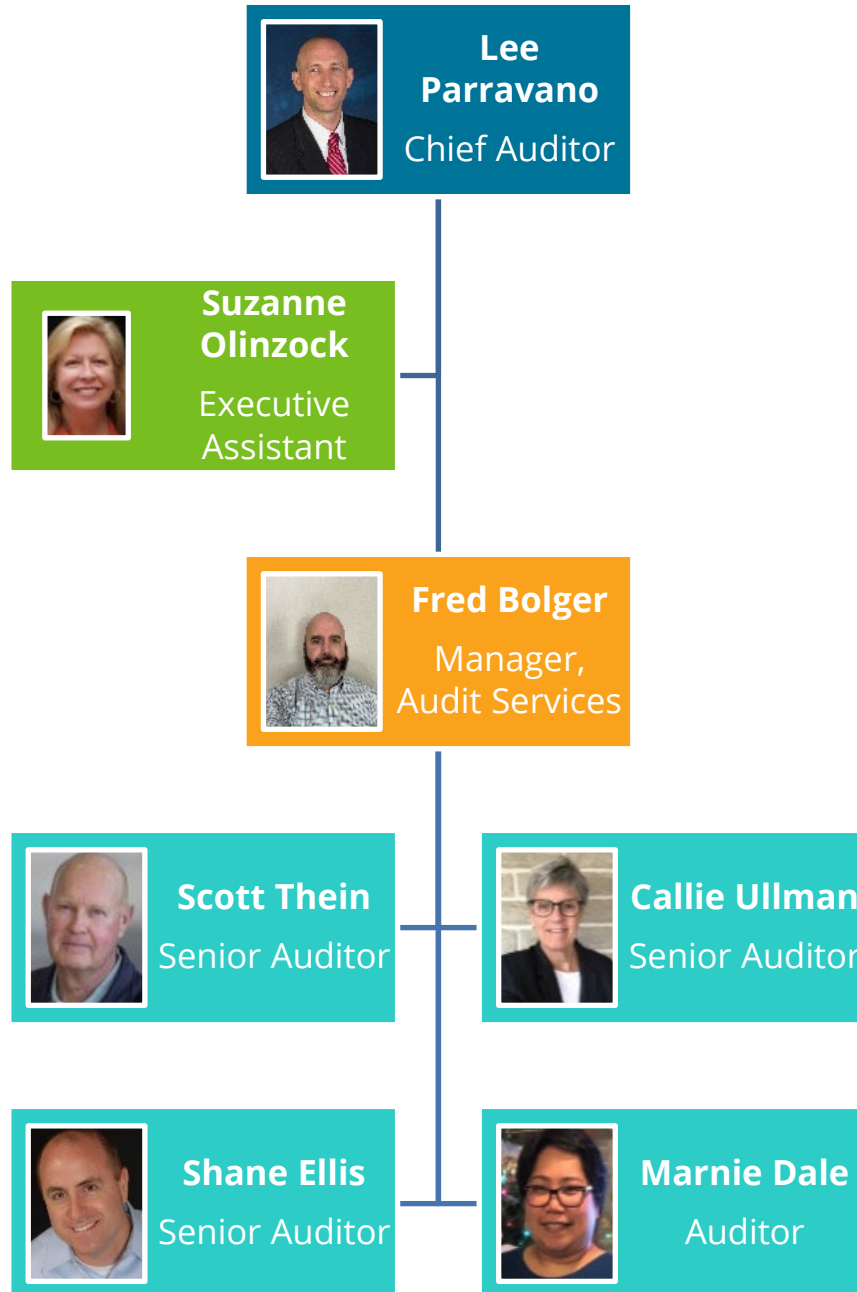 Lee
Parravano
Chief Auditor
Suzanne
Olinzock
Executive
Assistant
Fred Bolger
Manager,
Audit Services
Scott Thein
Senior Auditor
Callie Ullman
Senior Auditor
Shane Ellis
Senior Auditor
Marnie Dale
Auditor